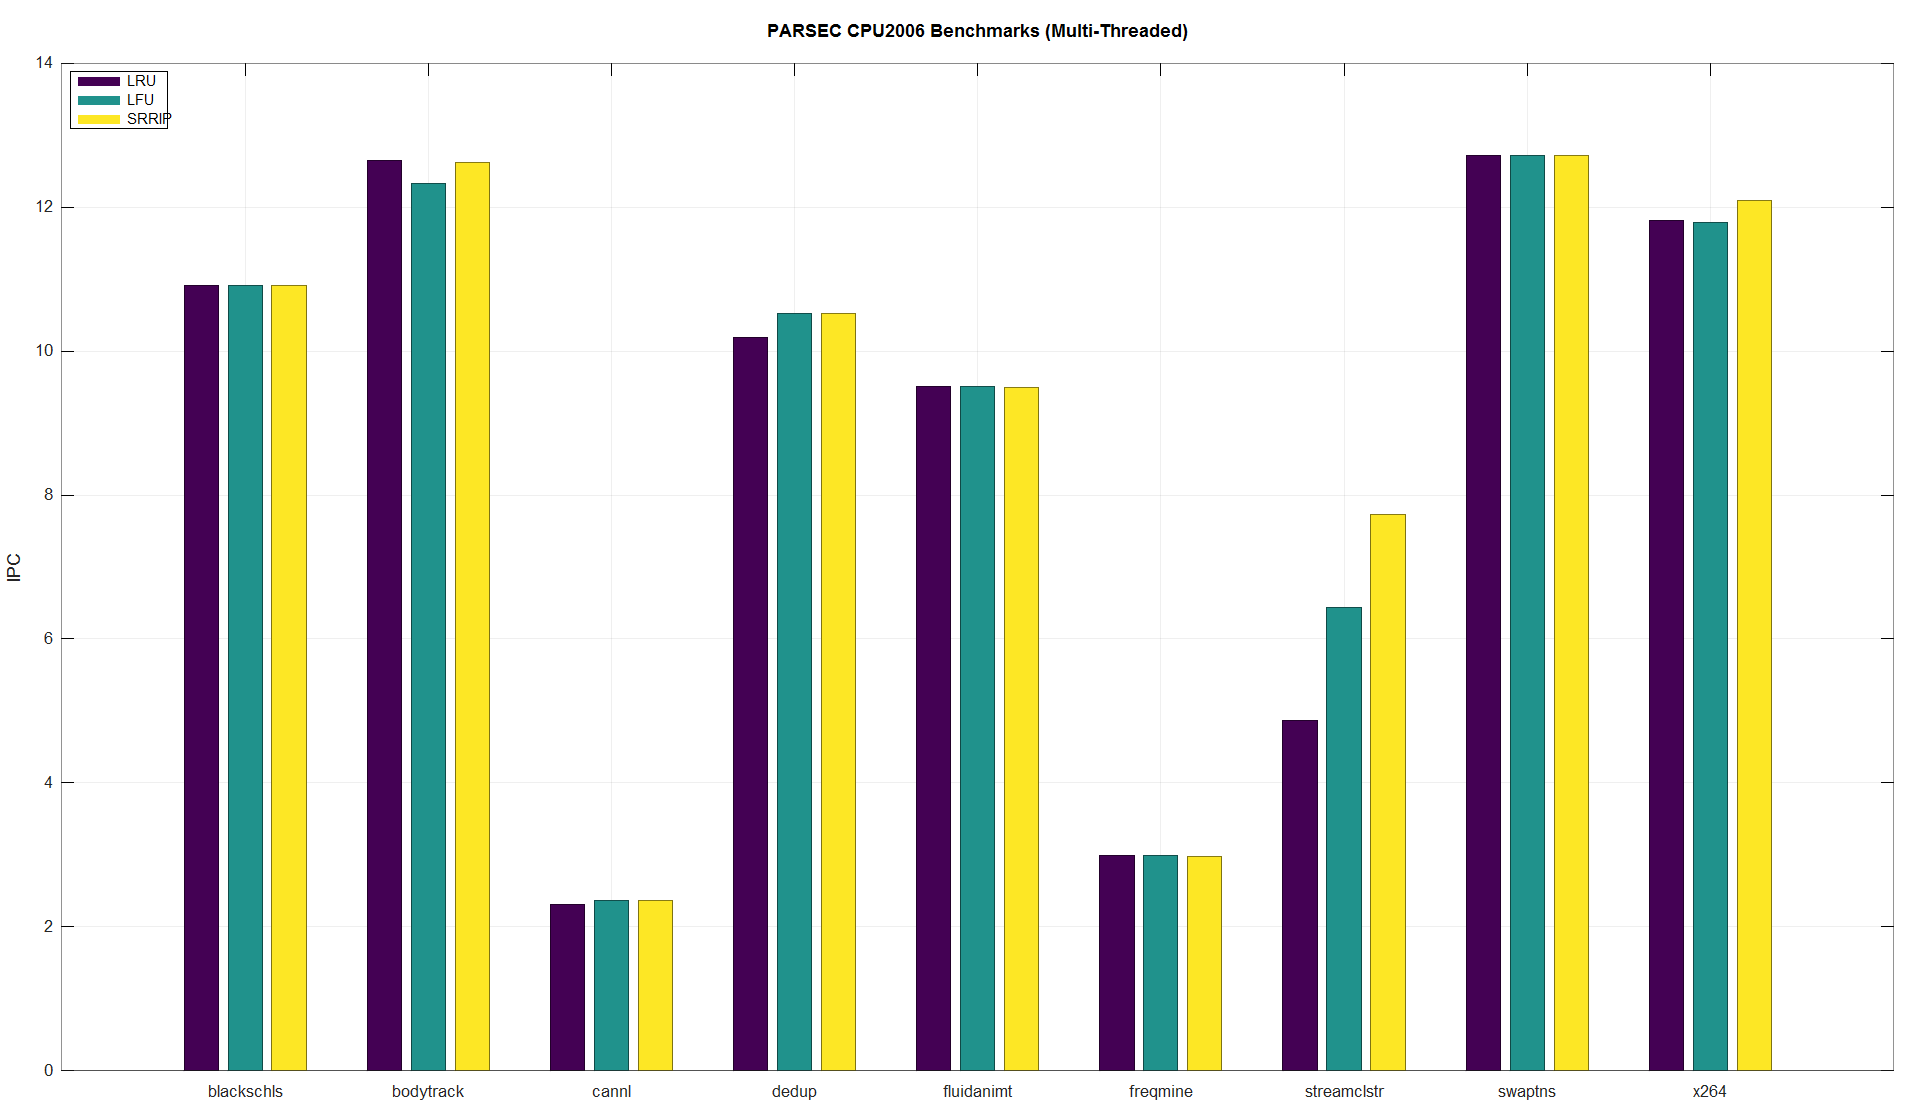 PARSEC CPU2006 Benchmarks (Multi-Threaded)
14
LRU
LFU
SRRIP
12
10
8
IPC
6
4
2
0
blackschls bodytrack cannl dedup fluidanimt freqmine streamclstr swaptns x264